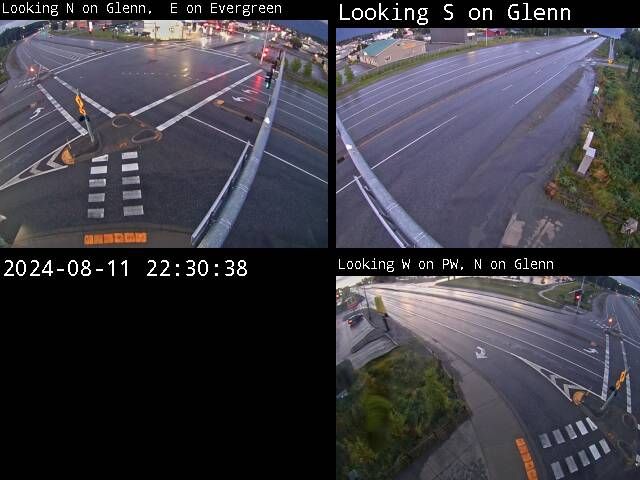 Looking N on Glenn,  E on Evergreen
Looking S on Glenn
2024-08-11 22:30:38
Looking W on PW, N on Glenn